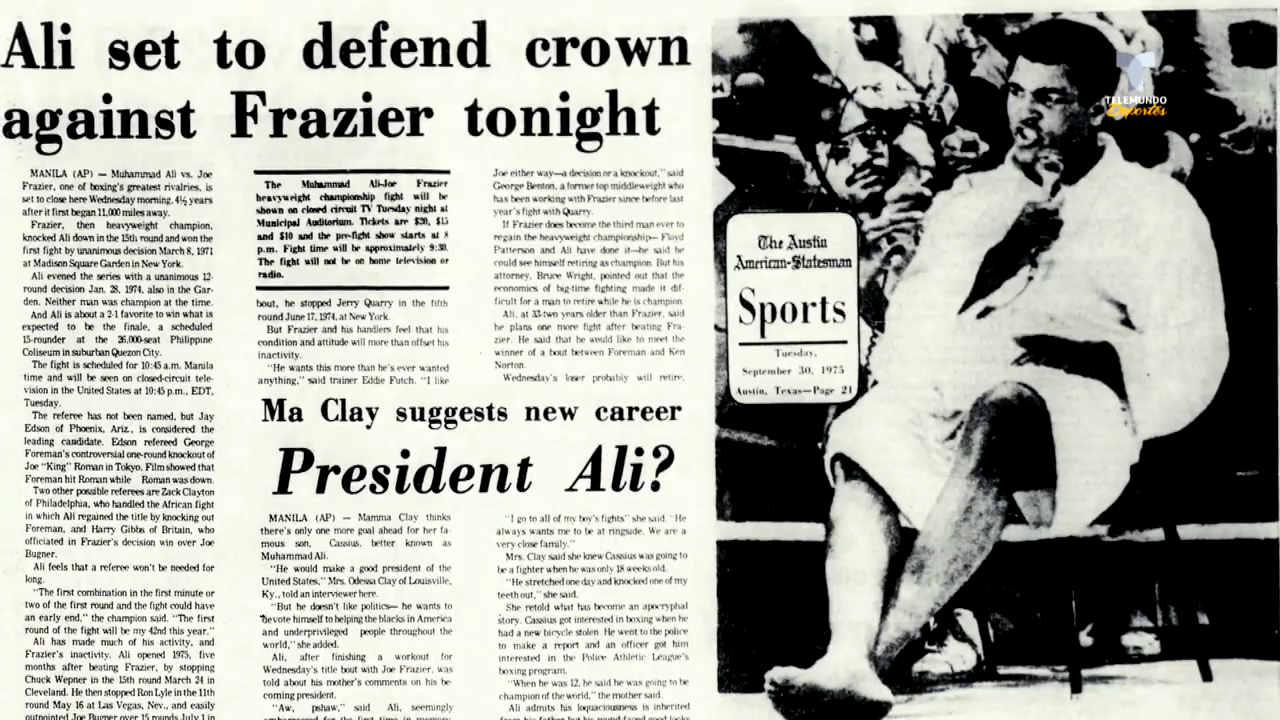 Ali set to defend crown
against Frazier tonight
MANILA (AP) — Muhammad Ali vs. Joe
Frazier, one of boxing's greatest rivalries, is
set to close here Wednesday morning, 4½ years
after it first began 11,000 miles away.
Frazier, then heavyweight champion,
knocked Ali down in the 15th round and won the
first fight by unanimous decision March 8, 1971
at Madison Square Garden in New York.
Ali evened the series with a unanimous 12-
round decision Jan. 28, 1974, also in the Gar-
den. Neither man was champion at the time.
And Ali is about a 2-1 favorite to win what is
expected to be the finale, a scheduled
15-rounder at the 26,000-seat Philippine
Coliseum in suburban Quezon City.
The fight is scheduled for 10:45 a.m. Manila
time and will be seen on closed-circuit tele-
vision in the United States at 10:45 p.m., EDT,
Tuesday.
The referee has not been named, but Jay
Edson of Phoenix, Ariz., is considered the
leading candidate. Edson refereed George
Foreman's controversial one-round knockout of
Joe "King" Roman in Tokyo. Film showed that
Foreman hit Roman while Roman was down.
Two other possible referees are Zack Clayton
of Philadelphia, who handled the African fight
in which Ali regained the title by knocking out
Foreman, and Harry Gibbs of Britain, who
officiated in Frazier's decision win over Joe
Bugner.
Ali feels that a referee won't be needed for
long.
"The first combination in the first minute or
two of the first round and the fight could have
an early end," the champion said. "The first
round of the fight will be my 42nd this year."
Ali has made much of his activity, and
Frazier's inactivity. Ali opened 1975, five
months after beating Frazier, by stopping
Chuck Wepner in the 15th round March 24 in
Cleveland. He then stopped Ron Lyle in the 11th
round May 16 at Las Vegas, Nev., and easily
outpointed Joe Bugner over 15 rounds July 1 in
The Muhammad Ali-Joe Frazier
heavyweight championship fight will be
shown on closed circuit TV Tuesday night at
Municipal Auditorium. Tickets are $20, $15
and $10 and the pre-fight show starts at 8
p.m. Fight time will be approximately 9:30.
The fight will not be on home television or
radio.
bout, he stopped Jerry Quarry in the fifth
round June 17, 1974, at New York.
But Frazier and his handlers feel that his
condition and attitude will more than offset his
inactivity.
"He wants this more than he's ever wanted
anything," said trainer Eddie Futch. "I like
Joe either way—a decision or a knockout," said
George Benton, a former top middleweight who
has been working with Frazier since before last
year's fight with Quarry.
If Frazier does become the third man ever to
regain the heavyweight championship— Floyd
Patterson and Ali have done it—he said he
could see himself retiring as champion. But his
attorney, Bruce Wright, pointed out that the
economics of big-time fighting made it dif-
ficult for a man to retire while he is champion.
Ali, at 33-two years older than Frazier, said
he plans one more fight after beating Fra-
zier. He said that he would like to meet the
winner of a bout between Foreman and Ken
Norton.
Wednesday's loser probably will retire.
Ma Clay suggests new career
President Ali?
MANILA (AP) — Mamma Clay thinks
there's only one more goal ahead for her fa-
mous son, Cassius, better known as
Muhammad Ali.
"He would make a good president of the
United States," Mrs. Odessa Clay of Louisville,
Ky., told an interviewer here.
"But he doesn't like politics— he wants to
devote himself to helping the blacks in America
and underprivileged people throughout the
world," she added.
Ali, after finishing a workout for
Wednesday's title bout with Joe Frazier, was
told about his mother's comments on his be-
coming president.
"Aw, pshaw," said Ali, seemingly
embarrassed for the first time in memory
"I go to all of my boy's fights" she said. "He
always wants me to be at ringside. We are a
very close family."
Mrs. Clay said she knew Cassius was going to
be a fighter when he was only 18 weeks old.
"He stretched one day and knocked one of my
teeth out," she said.
She retold what has become an apocryphal
story. Cassius got interested in boxing when he
had a new bicycle stolen. He went to the police
to make a report and an officer got him
interested in the Police Athletic League's
boxing program.
"When he was 12, he said he was going to be
champion of the world," the mother said.
Ali admits his loquaciousness is inherited
from his father but his round faced good looks
The Austin
American-Statesman
Sports
Tuesday,
September 30, 1975
Austin, Texas—Page 21
TELEMUNDO
Deportes